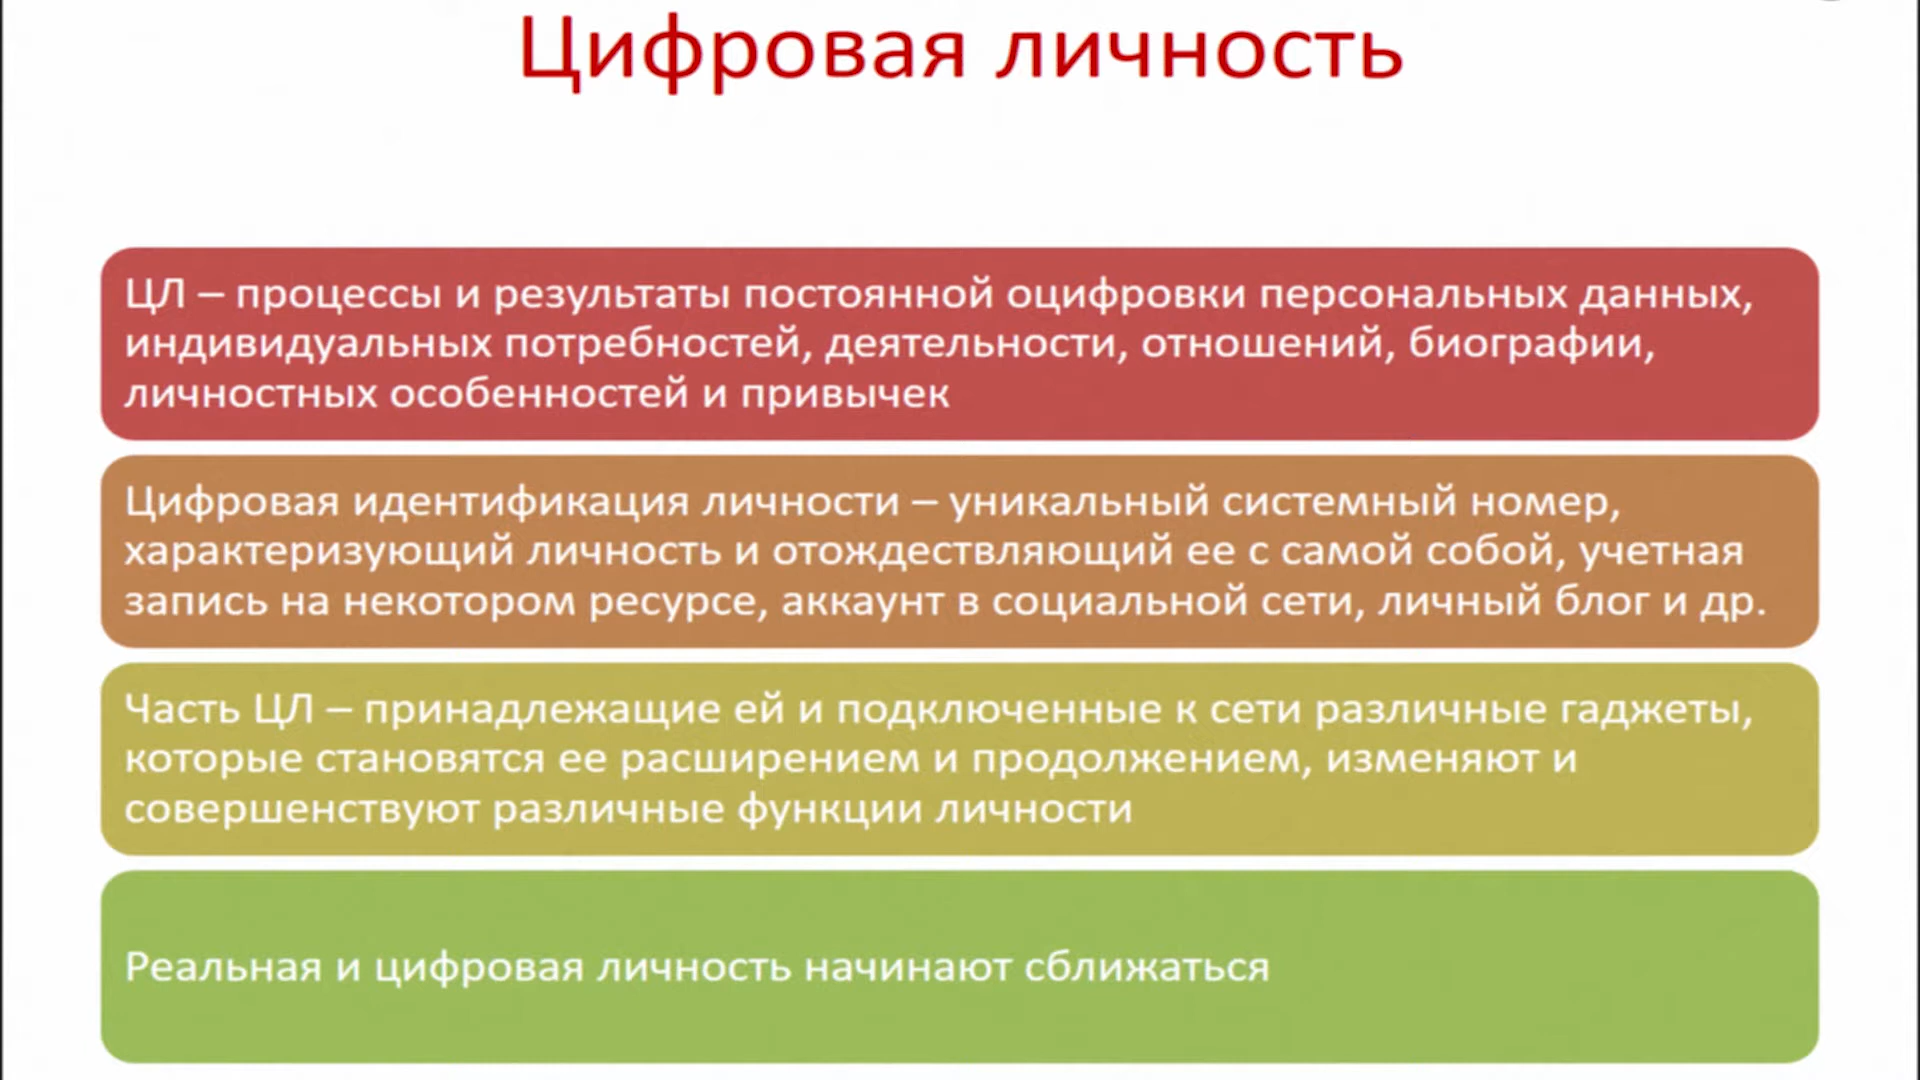 Цифровая личность
ЦЛ – процессы и результаты постоянной оцифровки персональных данных,
индивидуальных потребностей, деятельности, отношений, биографии,
личностных особенностей и привычек
Цифровая идентификация личности – уникальный системный номер,
характеризующий личность и отождествляющий ее с самой собой, учетная
запись на некотором ресурсе, аккаунт в социальной сети, личный блог и др.
Часть ЦЛ – принадлежащие ей и подключенные к сети различные гаджеты,
которые становятся ее расширением и продолжением, изменяют и
совершенствуют различные функции личности
Реальная и цифровая личность начинают сближаться